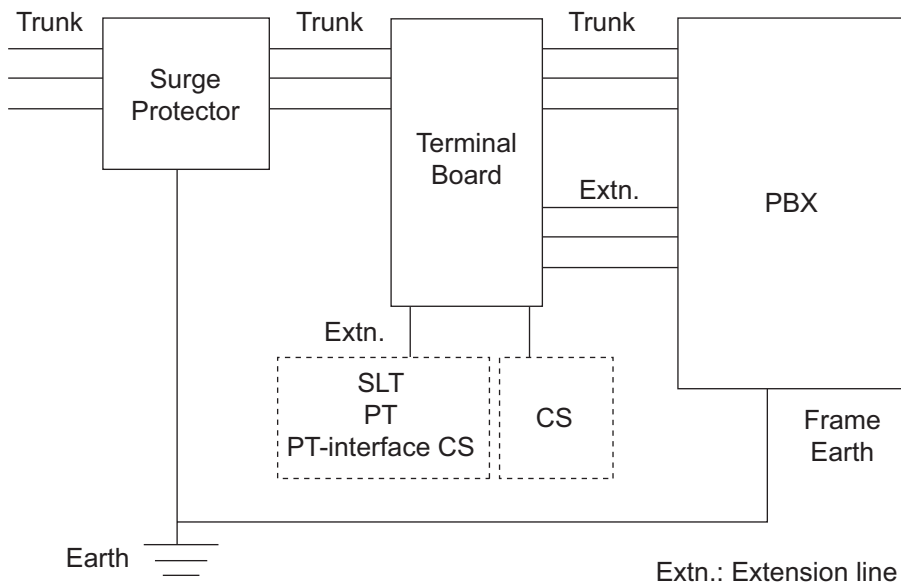 Trunk
Trunk
Trunk
Surge
Protector
Terminal
Board
Extn.
PBX
Extn.
SLT
PT
PT-interface CS
CS
Frame
Earth
Earth
Extn.: Extension line